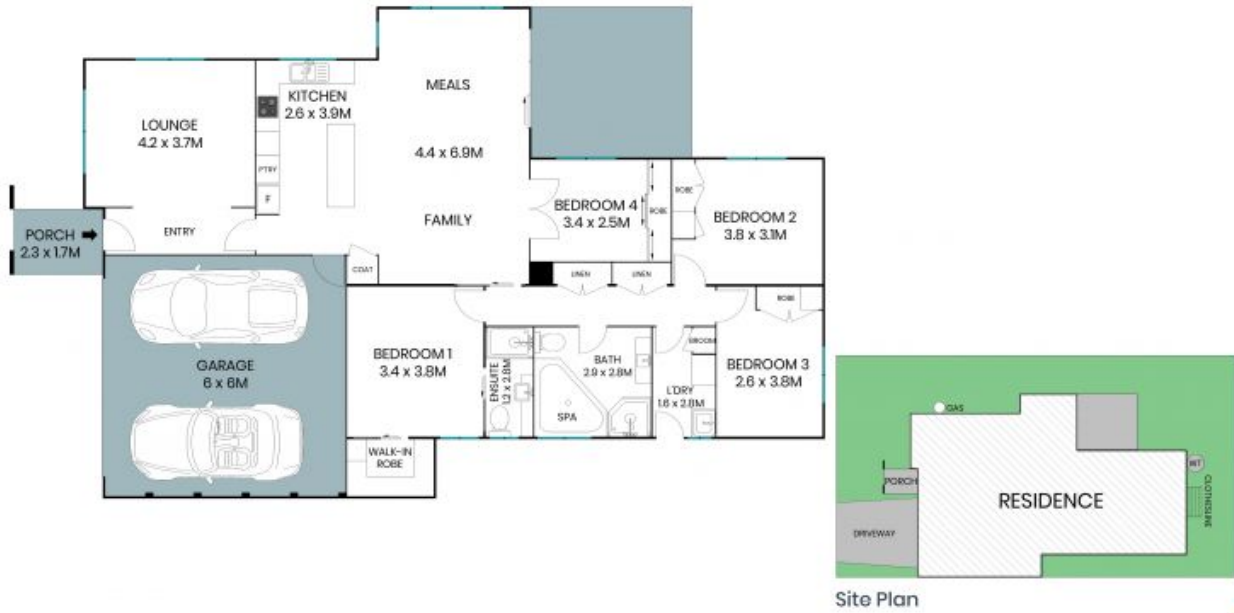 MEALS
KITCHEN
2.6 x 3.9M
LOUNGE
4.2 x 3.7M
4.4 x 6.9M
PTRY
F
FAMILY
ENTRY
PORCH
2.3 x 1.7M
COAT
BEDROOM 4
3.4 x 2.5M
ROBE
ROBE
BEDROOM 2
3.8 x 3.1M
LINEN
LINEN
ROBE
GARAGE
6 x 6M
BEDROOM 1
3.4 x 3.8M
ENSUITE
1.2 x 2.8M
BATH
2.9 x 2.8M
SPA
BROOM
L'DRY
1.6 x 2.8M
BEDROOM 3
2.6 x 3.8M
WALK-IN
ROBE
GAS
PORCH
DRIVEWAY
RESIDENCE
WT
CLOTHESLINE
Site Plan